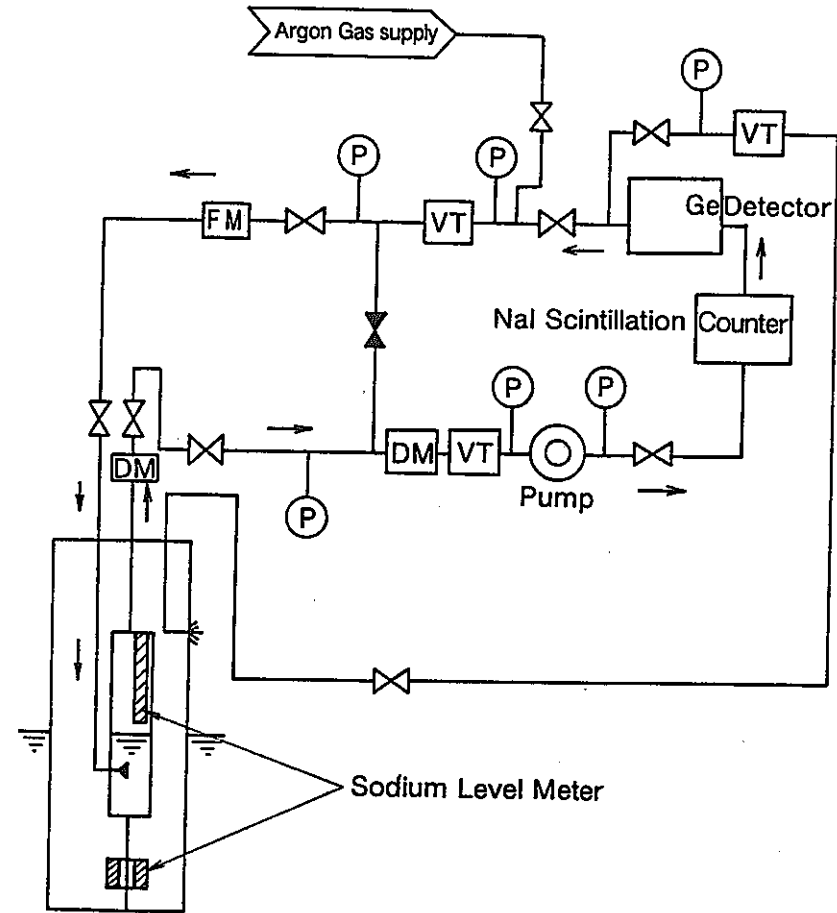 Argon Gas supply
P
P
P
VT
FM
VT
Ge Detector
NaI Scintillation Counter
P
P
DM
VT
DM
Pump
P
Sodium Level Meter